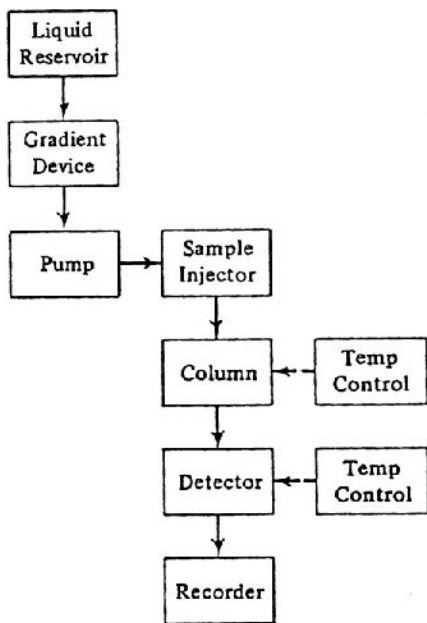 Liquid
Reservoir
Gradient
Device
Pump
Sample
Injector
Column
Temp
Control
Detector
Temp
Control
Recorder